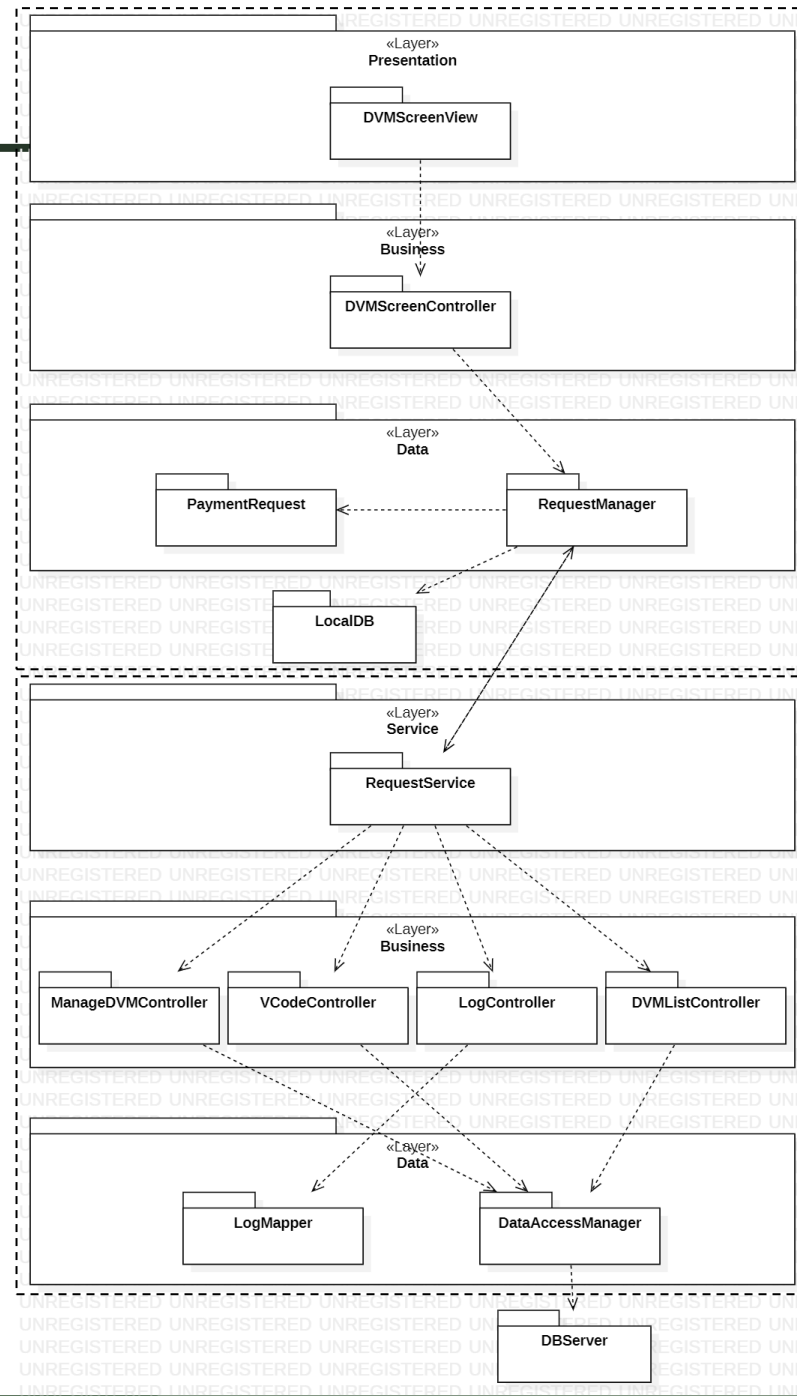 «Layer»
Presentation
DVMScreenView
«Layer»
Business
DVMScreenController
«Layer»
Data
PaymentRequest
RequestManager
LocalDB
«Layer»
Service
RequestService
«Layer»
Business
ManageDVMController
VCodeController
LogController
DVMListController
«Layer»
Data
LogMapper
DataAccessManager
DBServer
UNREGISTERED